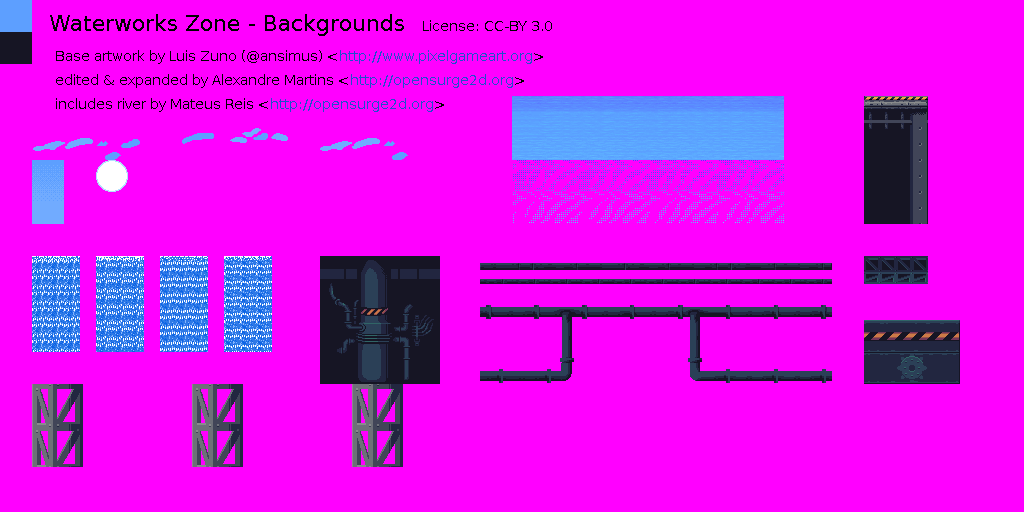 Waterworks Zone - Backgrounds License: CC-BY 3.0
Base artwork by Luis Zuno (@ansimus) <http://www.pixelgameart.org>
edited & expanded by Alexandre Martins <http://opensurge2d.org>
includes river by Mateus Reis <http://opensurge2d.org>